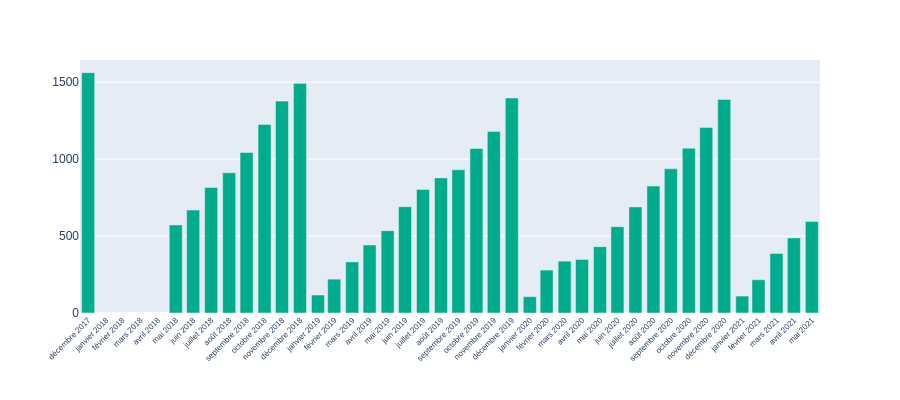 1500
1000
500
0
décembre 2017
janvier 2018
février 2018
mars 2018
avril 2018
mai 2018
juin 2018
juillet 2018
août 2018
septembre 2018
octobre 2018
novembre 2018
décembre 2018
janvier 2019
février 2019
mars 2019
avril 2019
mai 2019
juin 2019
juillet 2019
août 2019
septembre 2019
octobre 2019
novembre 2019
décembre 2019
janvier 2020
février 2020
mars 2020
avril 2020
mai 2020
juin 2020
juillet 2020
août 2020
septembre 2020
octobre 2020
novembre 2020
décembre 2020
janvier 2021
février 2021
mars 2021
avril 2021
mai 2021